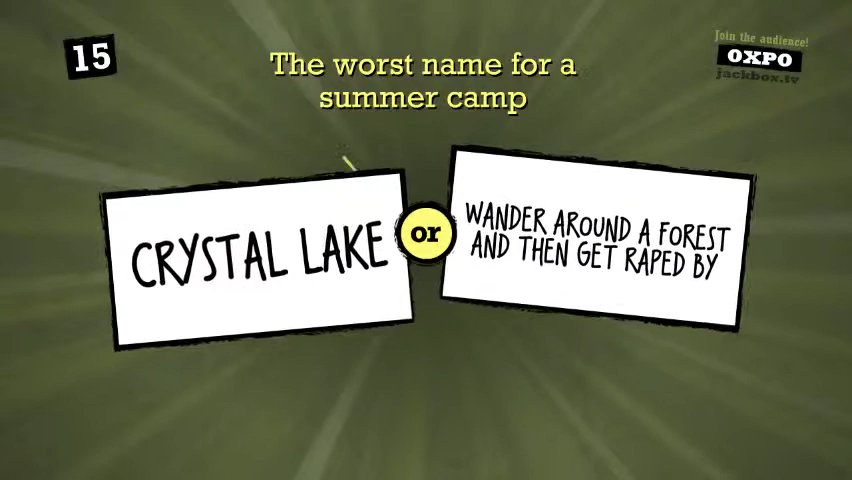 15
The worst name for a
summer camp
Join the audience!
OXPO
jackbox.tv
CRYSTAL LAKE
or
WANDER AROUND A FOREST
AND THEN GET RAPED BY